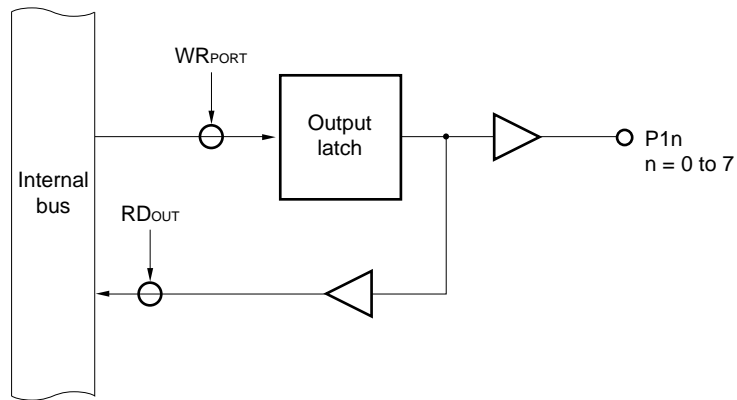 WRPORT
Output
latch
P1n
n = 0 to 7
Internal
bus
RDOUT